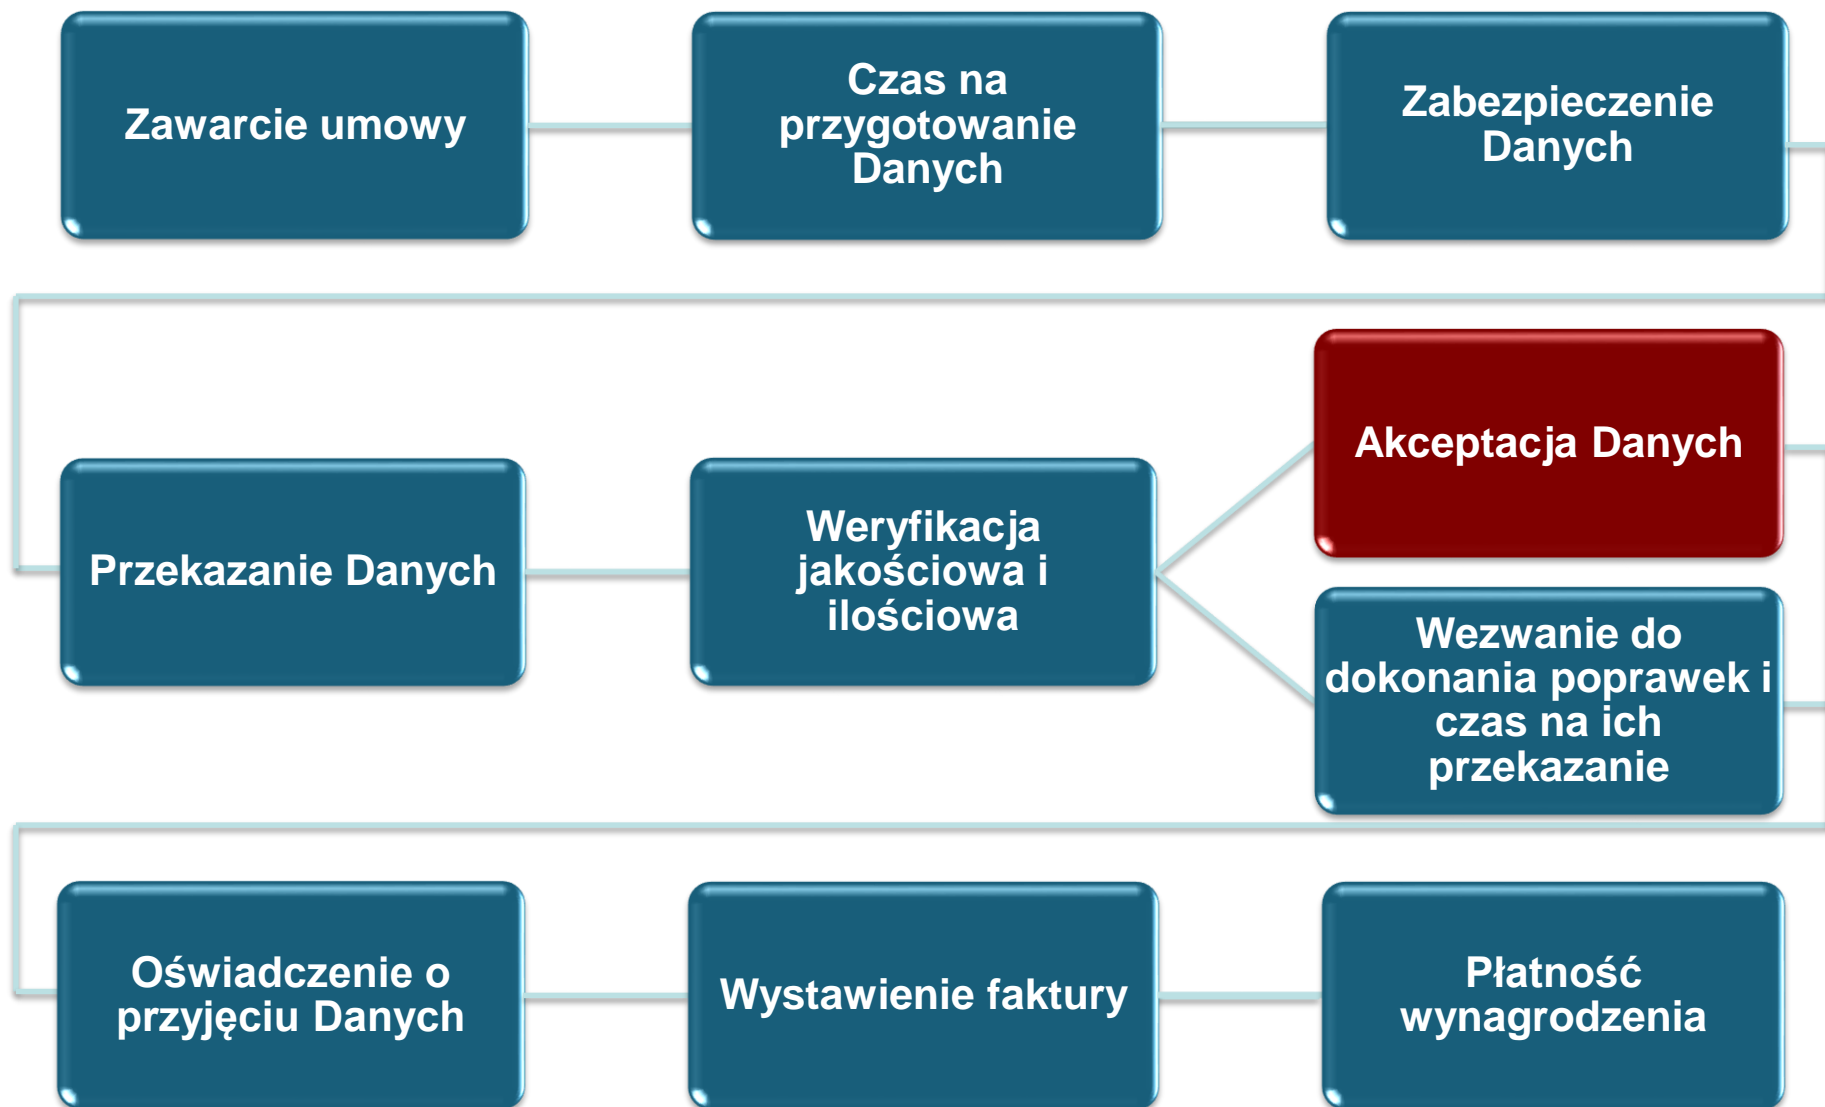 Zawarcie umowy
Czas na
przygotowanie
Danych
Zabezpieczenie
Danych
Przekazanie Danych
Weryfikacja
jakościowa i
ilościowa
Akceptacja Danych
Wezwanie do
dokonania poprawek i
czas na ich
przekazanie
Oświadczenie o
przyjęciu Danych
Wystawienie faktury
Płatność
wynagrodzenia